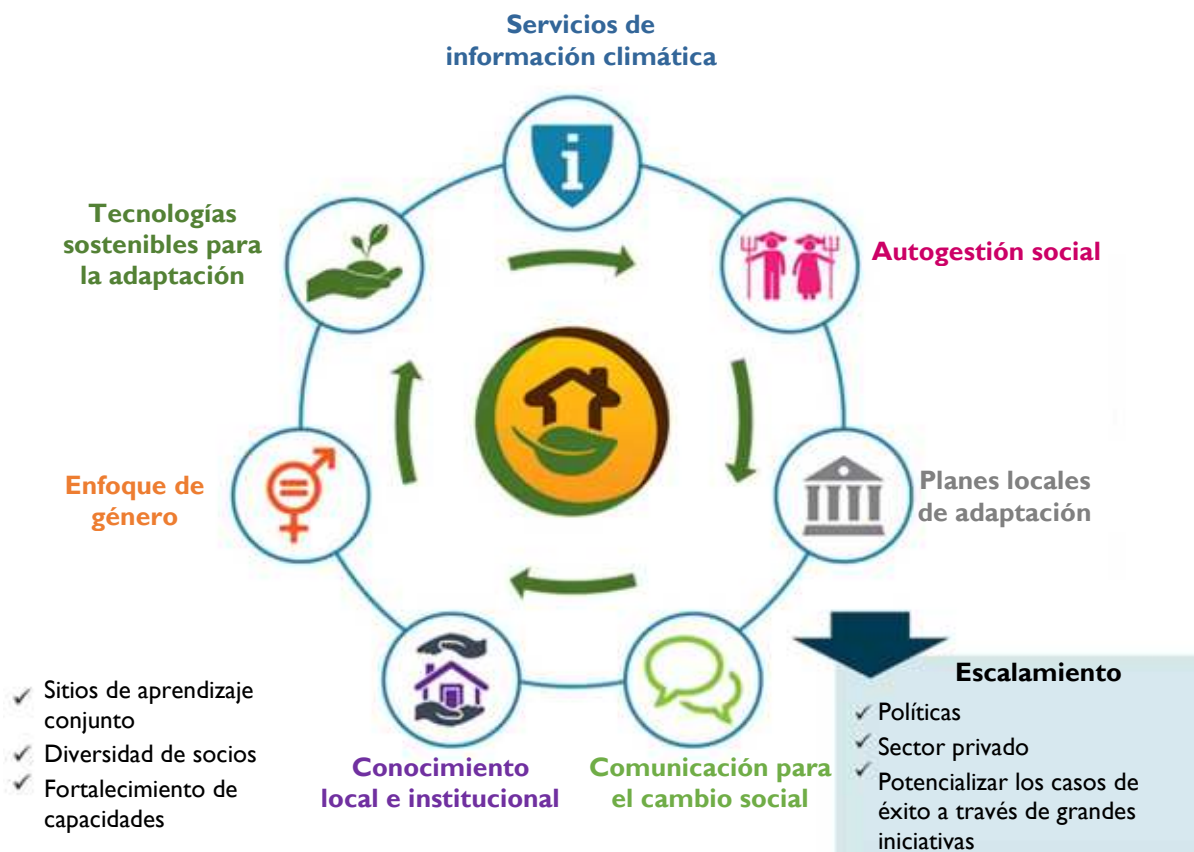 Servicios de
información climática
Tecnologías
sostenibles para
la adaptación
i
Autogestión social
Enfoque de
género
Planes locales
de adaptación
Sitios de aprendizaje
conjunto
Diversidad de socios
Fortalecimiento de
capacidades
Conocimiento
local e institucional
Comunicación para
el cambio social
Escalamiento
Políticas
Sector privado
Potencializar los casos de
éxito a través de grandes
iniciativas